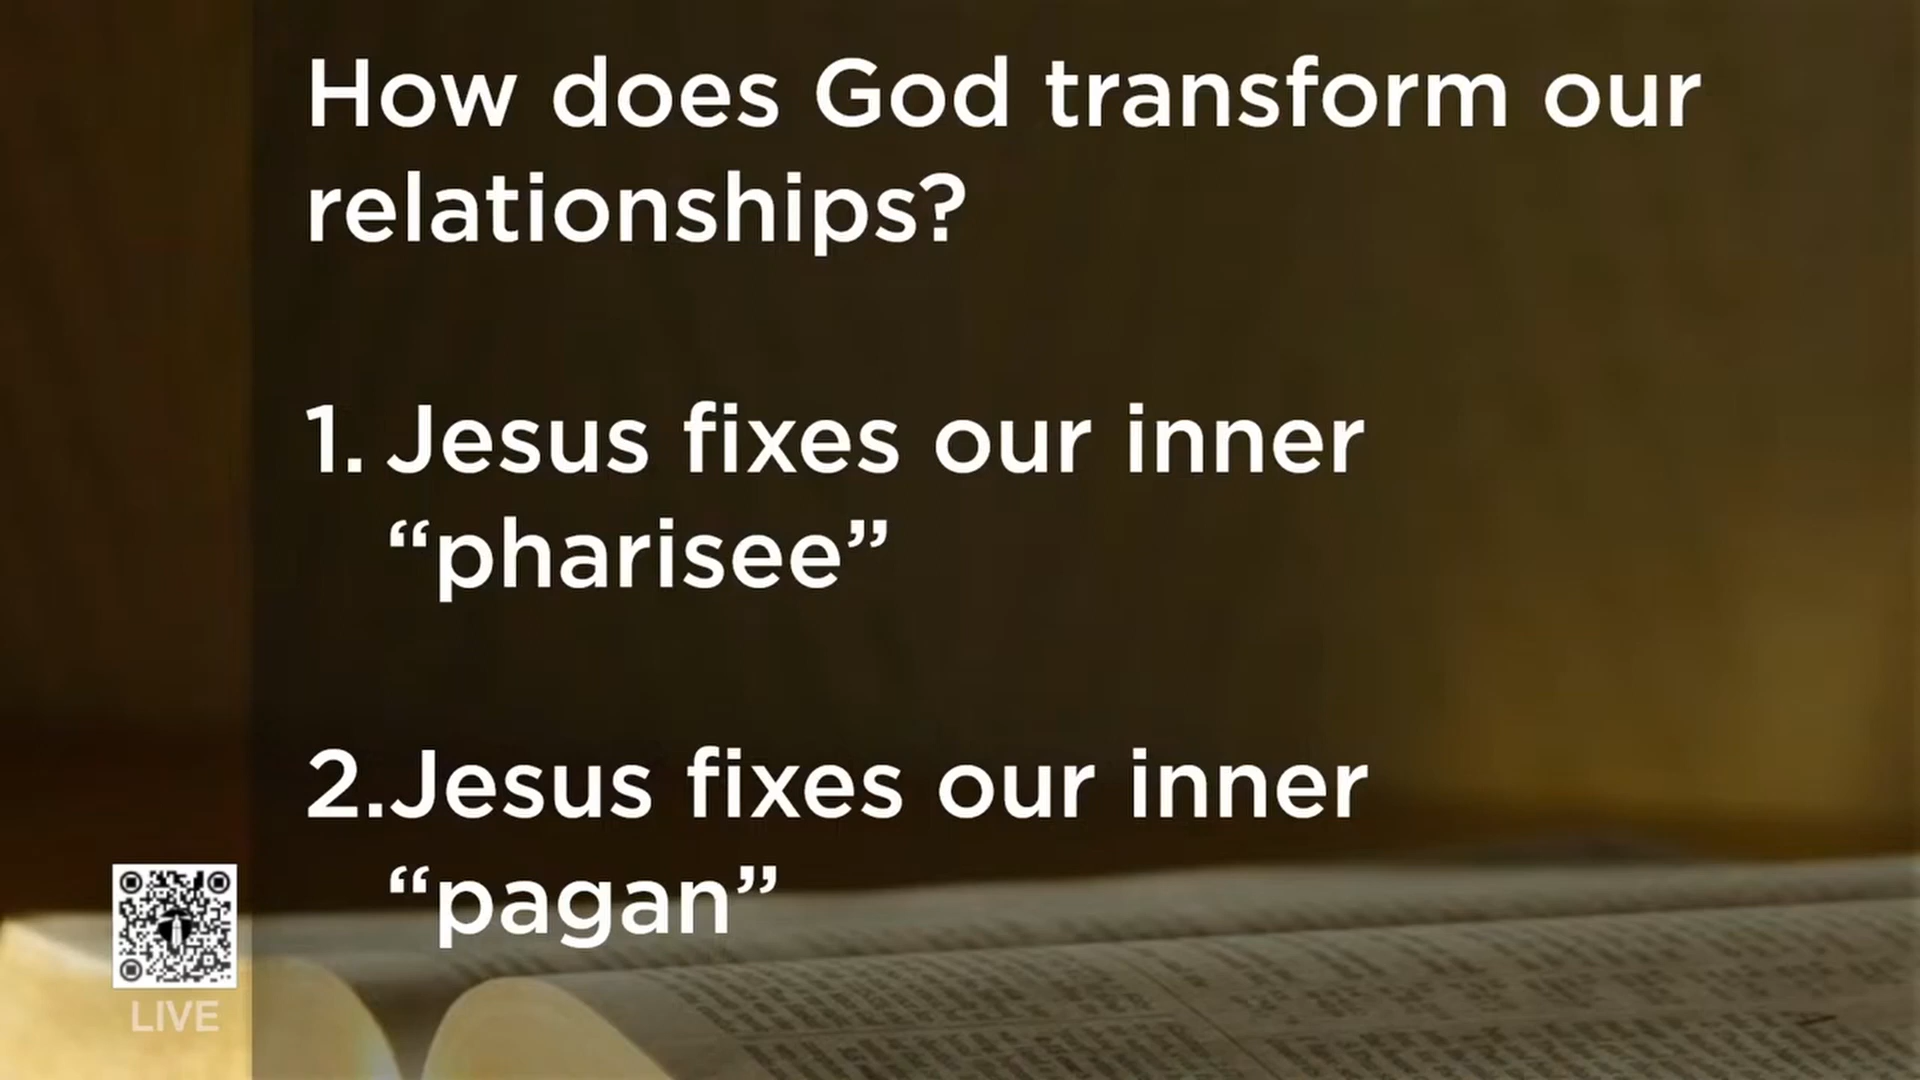 How does God transform our
relationships?
1. Jesus fixes our inner
“pharisee”
2.Jesus fixes our inner
“pagan”
LIVE